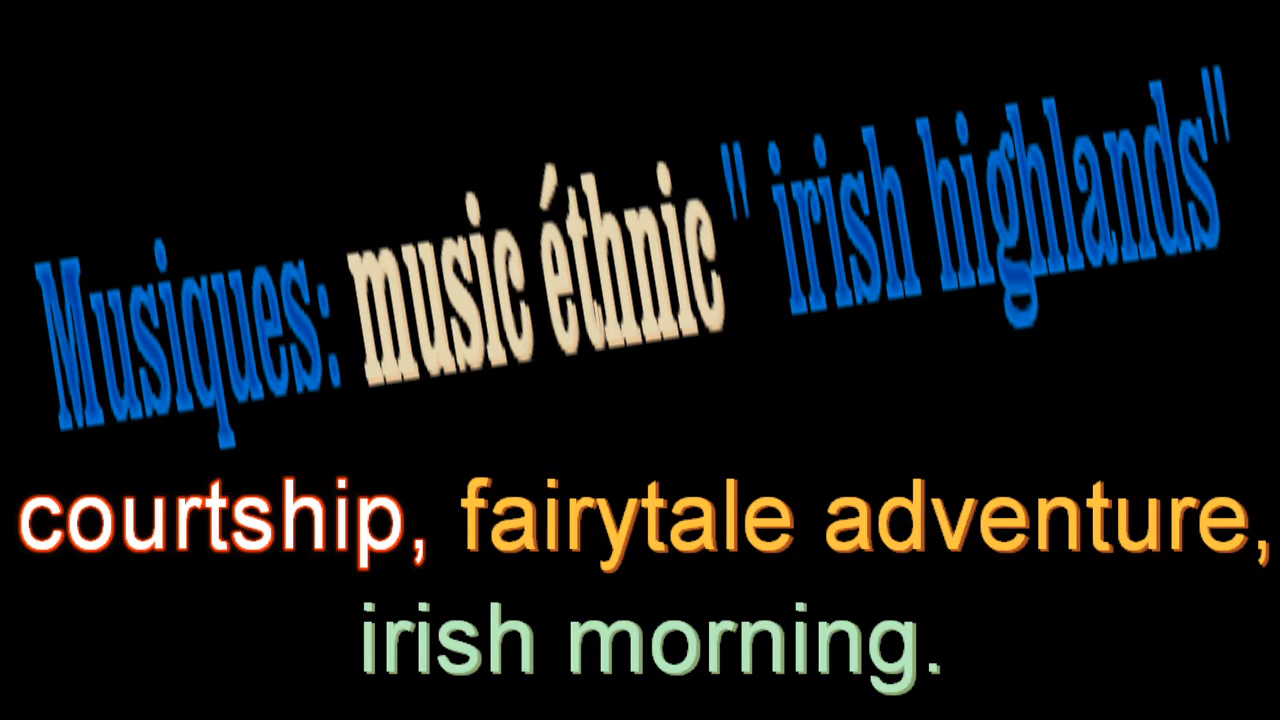 Musiques: music éthnic " irish highlands"
courtship, fairytale adventure,
irish morning.